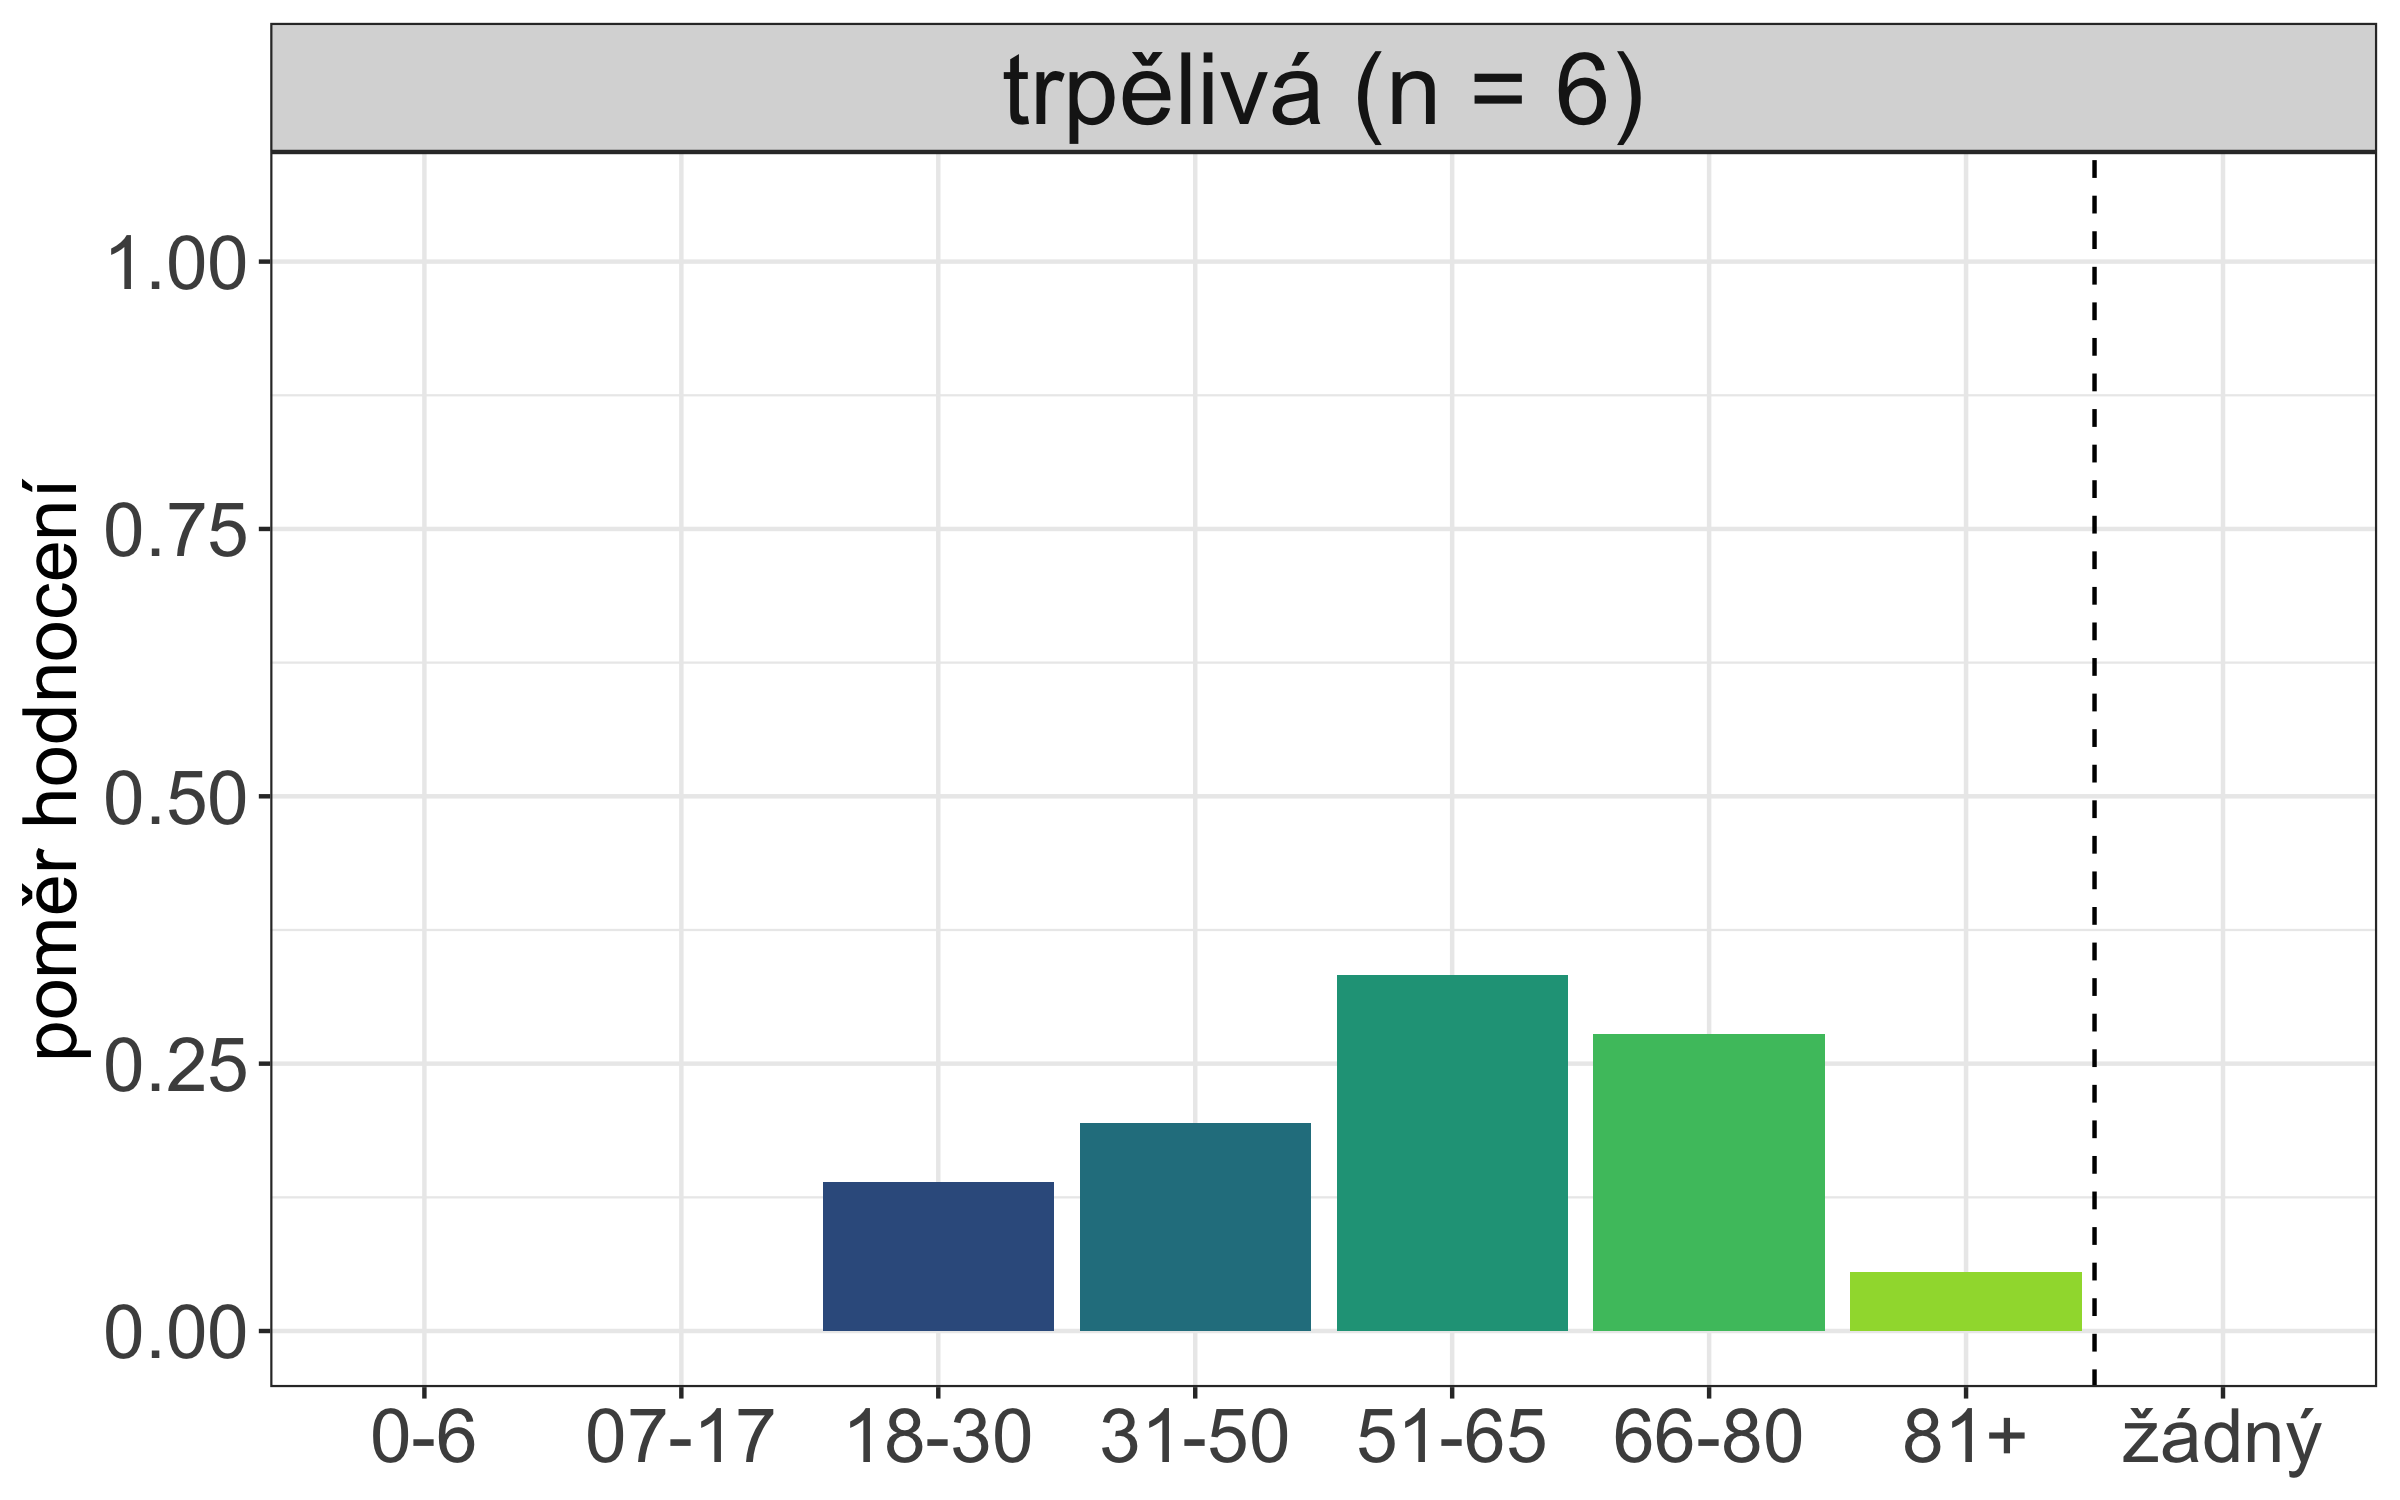 trpělivá (n = 6)
poměr hodnocení
1.00
0.75
0.50
0.25
0.00
0-6 07-17 18-30 31-50 51-65 66-80 81+ žádný